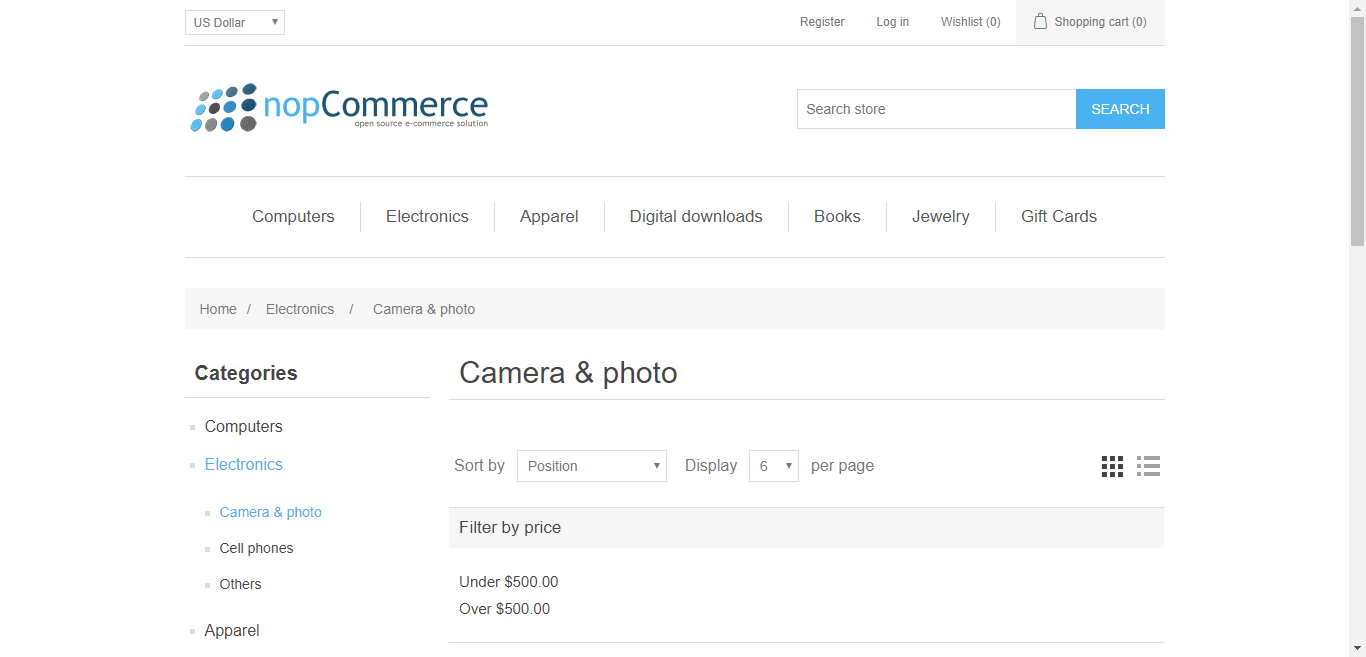 US Dollar
Register Log in Wishlist (0) Shopping cart (0)
nopCommerce
open source e-commerce solution
Search store SEARCH
Computers Electronics Apparel Digital downloads Books Jewelry Gift Cards
Home / Electronics / Camera & photo
Categories
Computers
Electronics
Camera & photo
Cell phones
Others
Apparel
Camera & photo
Sort by Position Display 6 per page
Filter by price
Under $500.00
Over $500.00